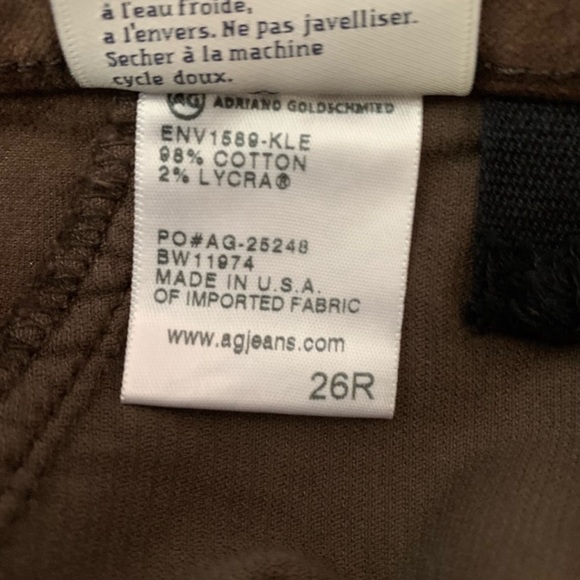 à l'eau froide,
a l'envers. Ne pas javelliser.
Secher à la machine
cycle doux.
AG ADRIANO GOLDSCHMIED
ENV1589-KLE
98% COTTON
2% LYCRA®
PO#AG-25248
BW11974
MADE IN U.S.A.
OF IMPORTED FABRIC
www.agjeans.com
26R